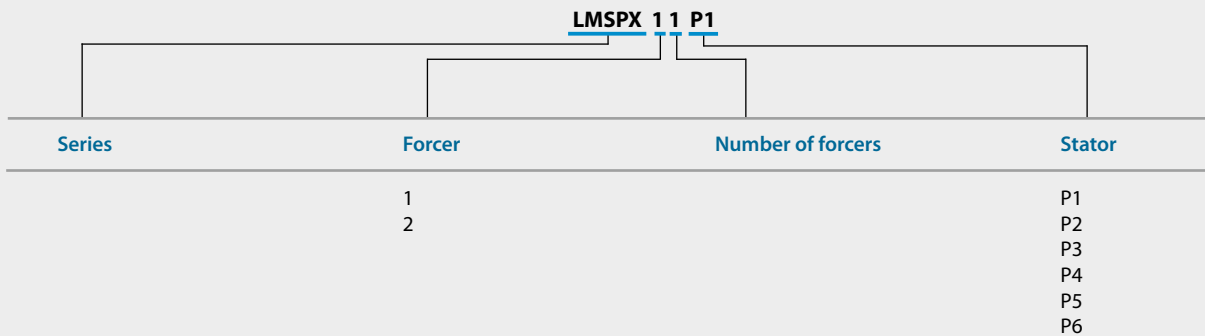 LMSPX 1 1 P1
Series Forcer Number of forcers Stator
1 P1
2 P2
P3
P4
P5
P6